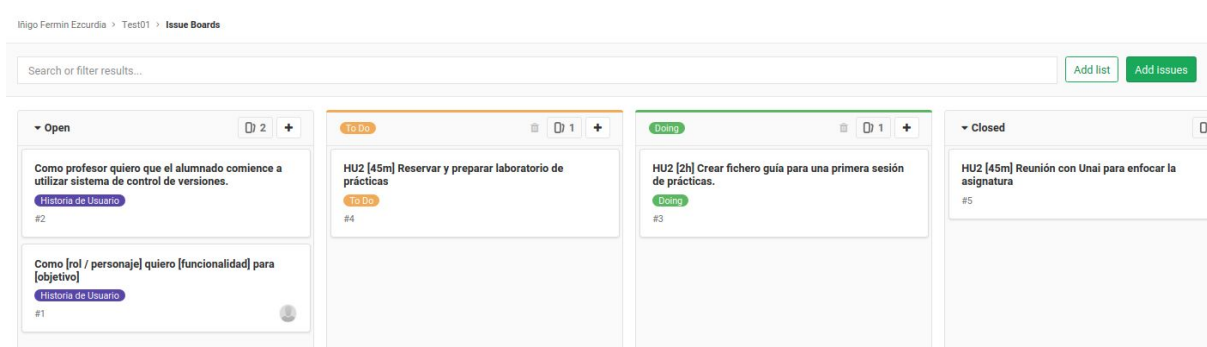 Iñigo Fermin Ezcurdia > Test01 > Issue Boards
Search or filter results...
Add list
Add issues
Open
2
+
Como profesor quiero que el alumnado comience a
utilizar sistema de control de versiones.
Historia de Usuario
#2
Como [rol / personaje] quiero [funcionalidad] para
[objetivo]
Historia de Usuario
#1
To Do
1
+
HU2 [45m] Reservar y preparar laboratorio de
prácticas
To Do
#4
Doing
1
+
HU2 [2h] Crear fichero guía para una primera sesión
de prácticas.
Doing
#3
Closed
HU2 [45m] Reunión con Unai para enfocar la
asignatura
#5